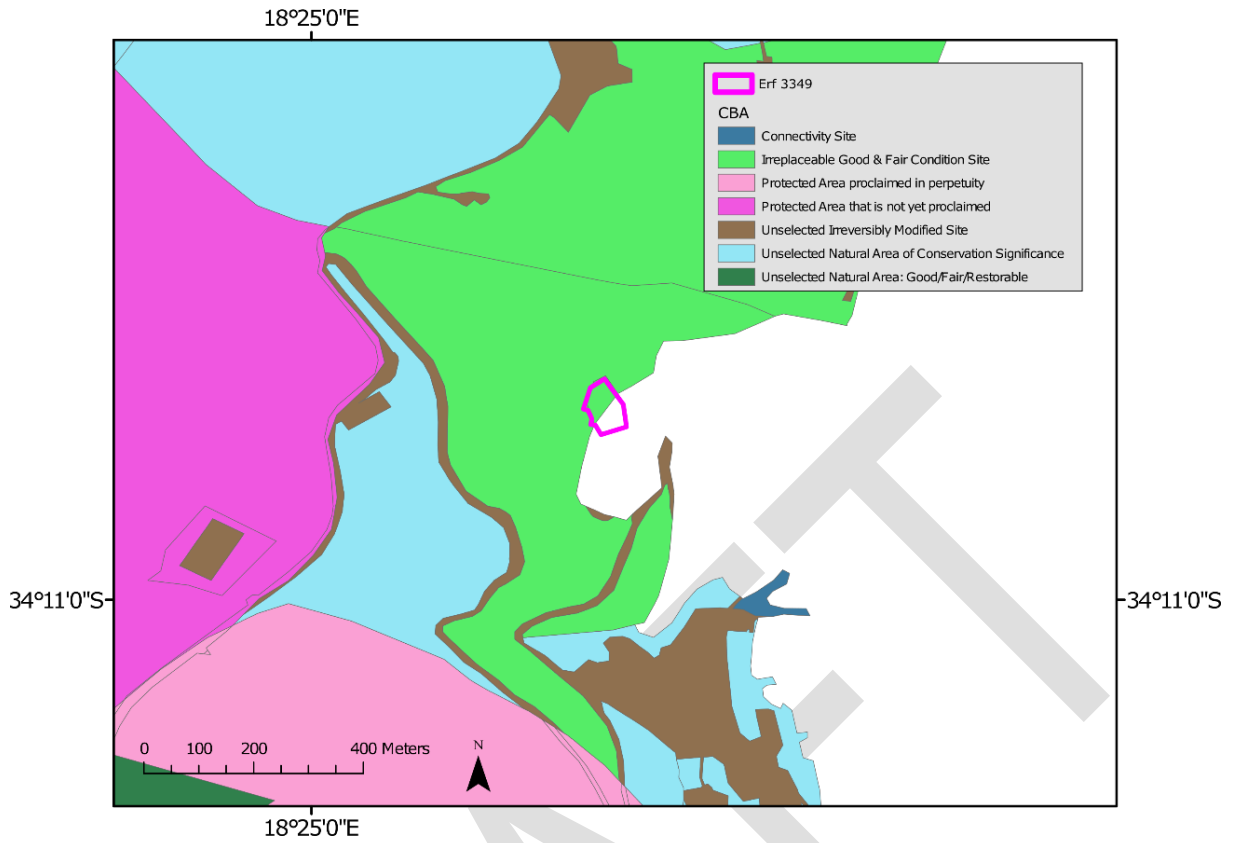 18°25'0"E
Erf 3349
CBA
Connectivity Site
Irreplaceable Good & Fair Condition Site
Protected Area proclaimed in perpetuity
Protected Area that is not yet proclaimed
Unselected Irreversibly Modified Site
Unselected Natural Area of Conservation Significance
Unselected Natural Area: Good/Fair/Restorable
34°11'0"S
34°11'0"S
0 100 200 400 Meters
N
18°25'0"E